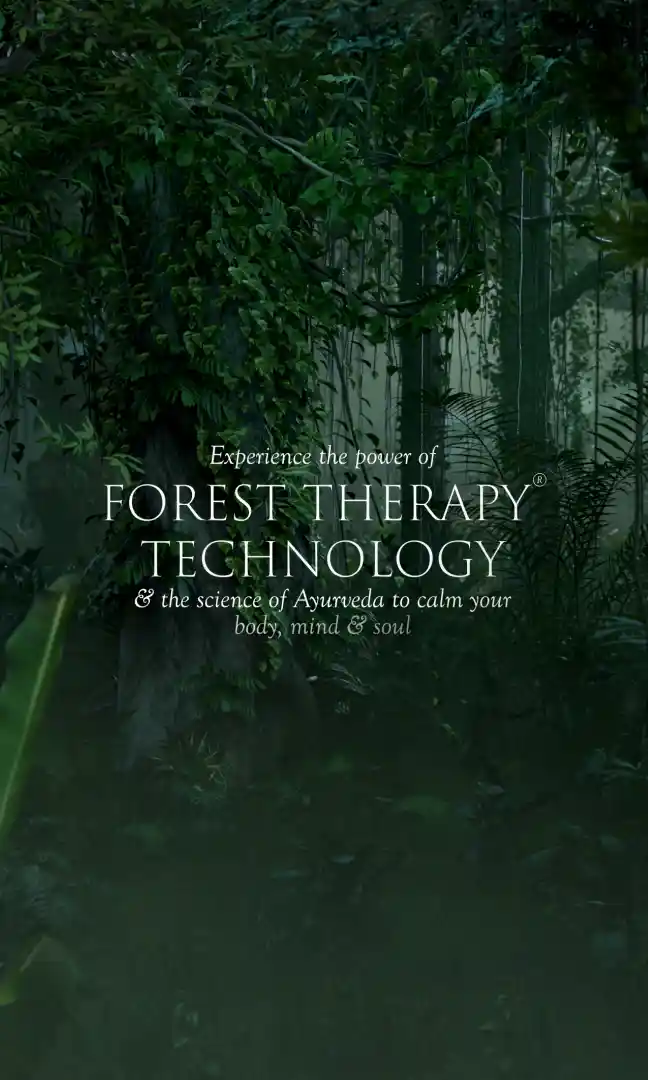 Experience the power of
FOREST THERAPY®
TECHNOLOGY
& the science of Ayurveda to calm your
body, mind & soul